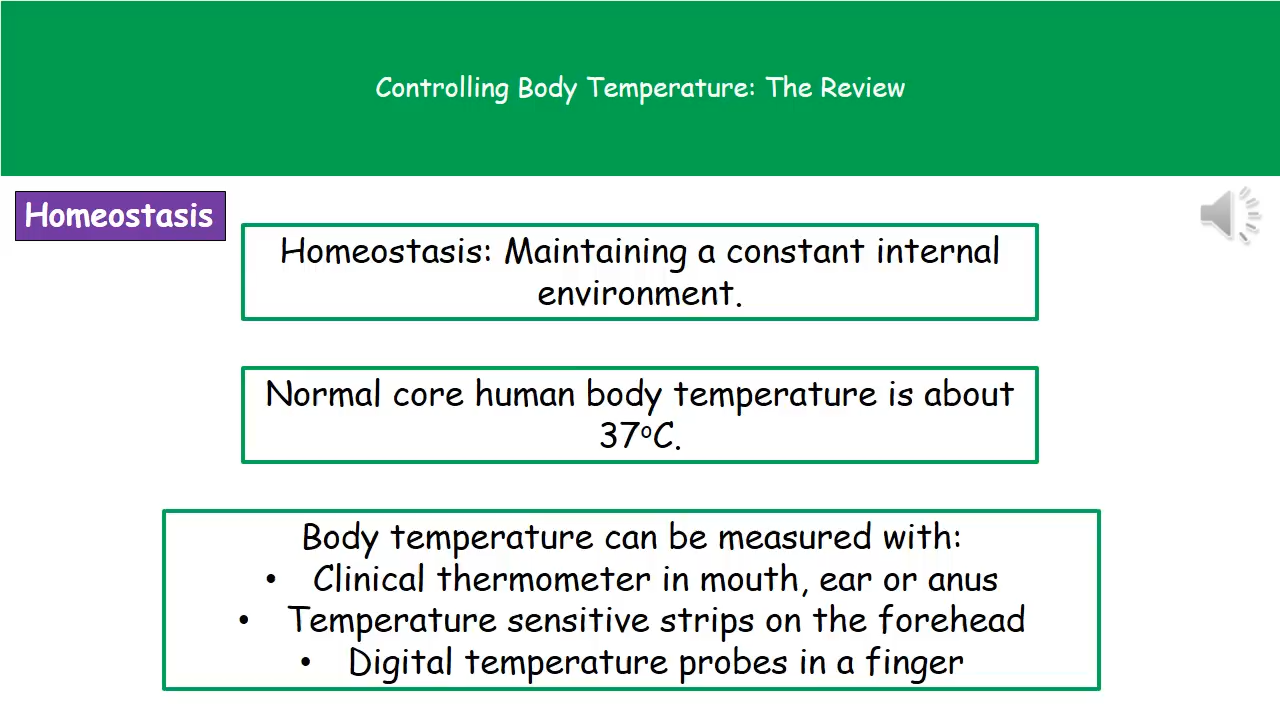 Controlling Body Temperature: The Review
Homeostasis
Homeostasis: Maintaining a constant internal
environment.
Normal core human body temperature is about
37ºC.
Body temperature can be measured with:
• Clinical thermometer in mouth, ear or anus
• Temperature sensitive strips on the forehead
• Digital temperature probes in a finger